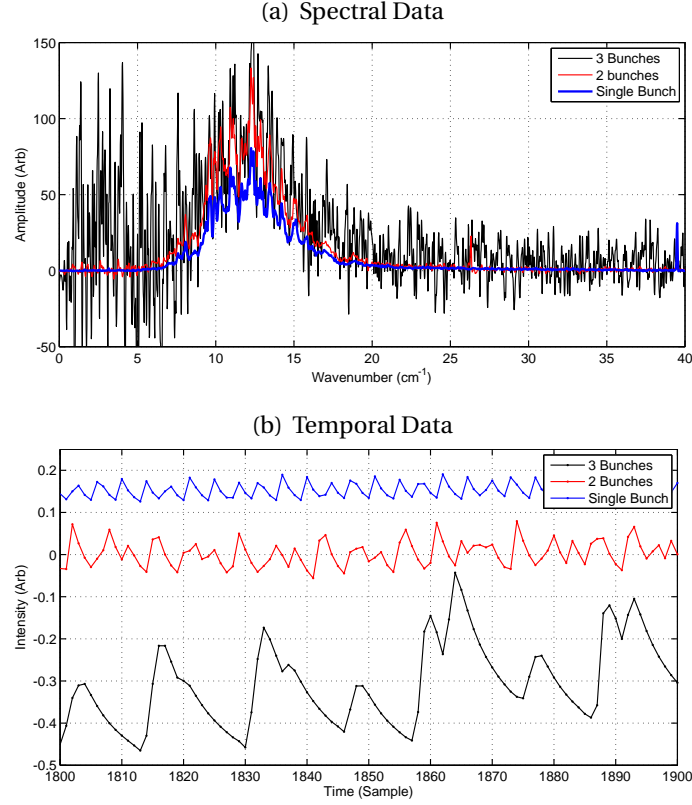 (a) Spectral Data
150
100
50
0
-50
Amplitude (Arb)
3 Bunches
2 bunches
Single Bunch
0 5 10 15 20 25 30 35 40
Wavenumber (cm⁻¹)
(b) Temporal Data
0.2
0.1
0
-0.1
-0.2
-0.3
-0.4
-0.5
Intensity (Arb)
3 Bunches
2 Bunches
Single Bunch
1800 1810 1820 1830 1840 1850 1860 1870 1880 1890 1900
Time (Sample)